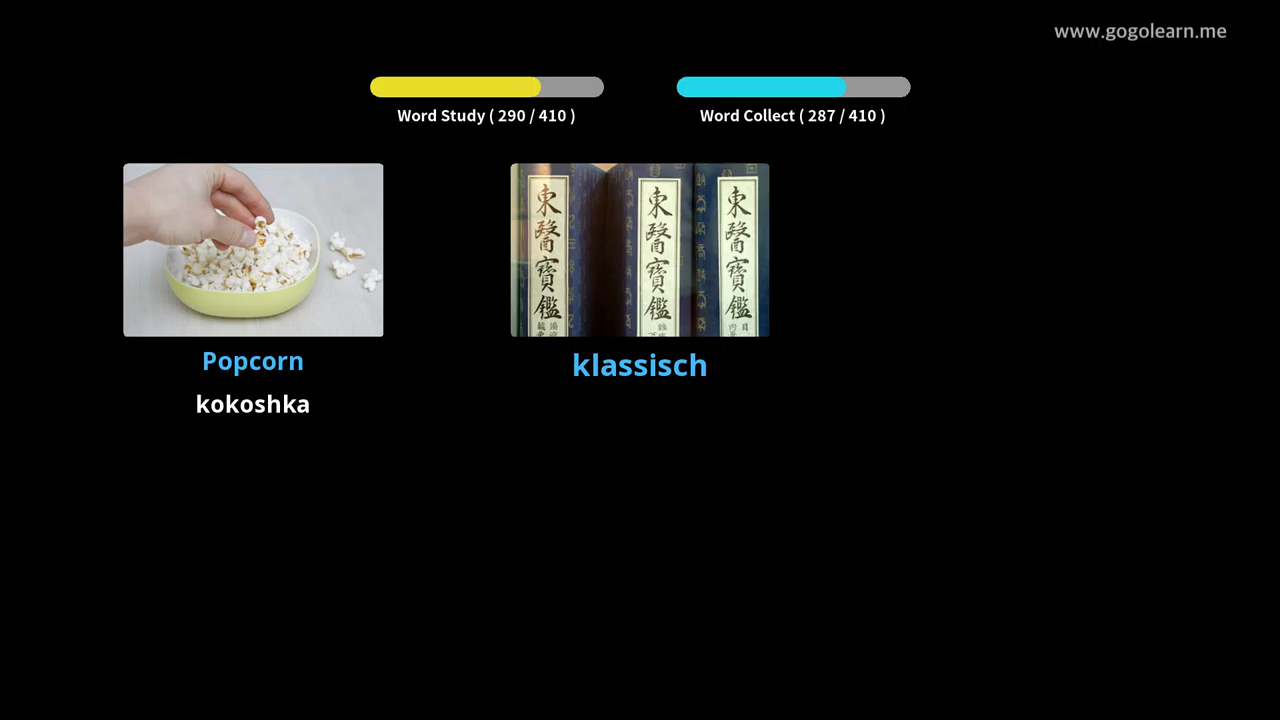 www.gogolearn.me
Word Study ( 290 / 410 )
Word Collect ( 287 / 410 )
東醫寶鑑
東醫寶鑑
東醫寶鑑
Popcorn
klassisch
kokoshka